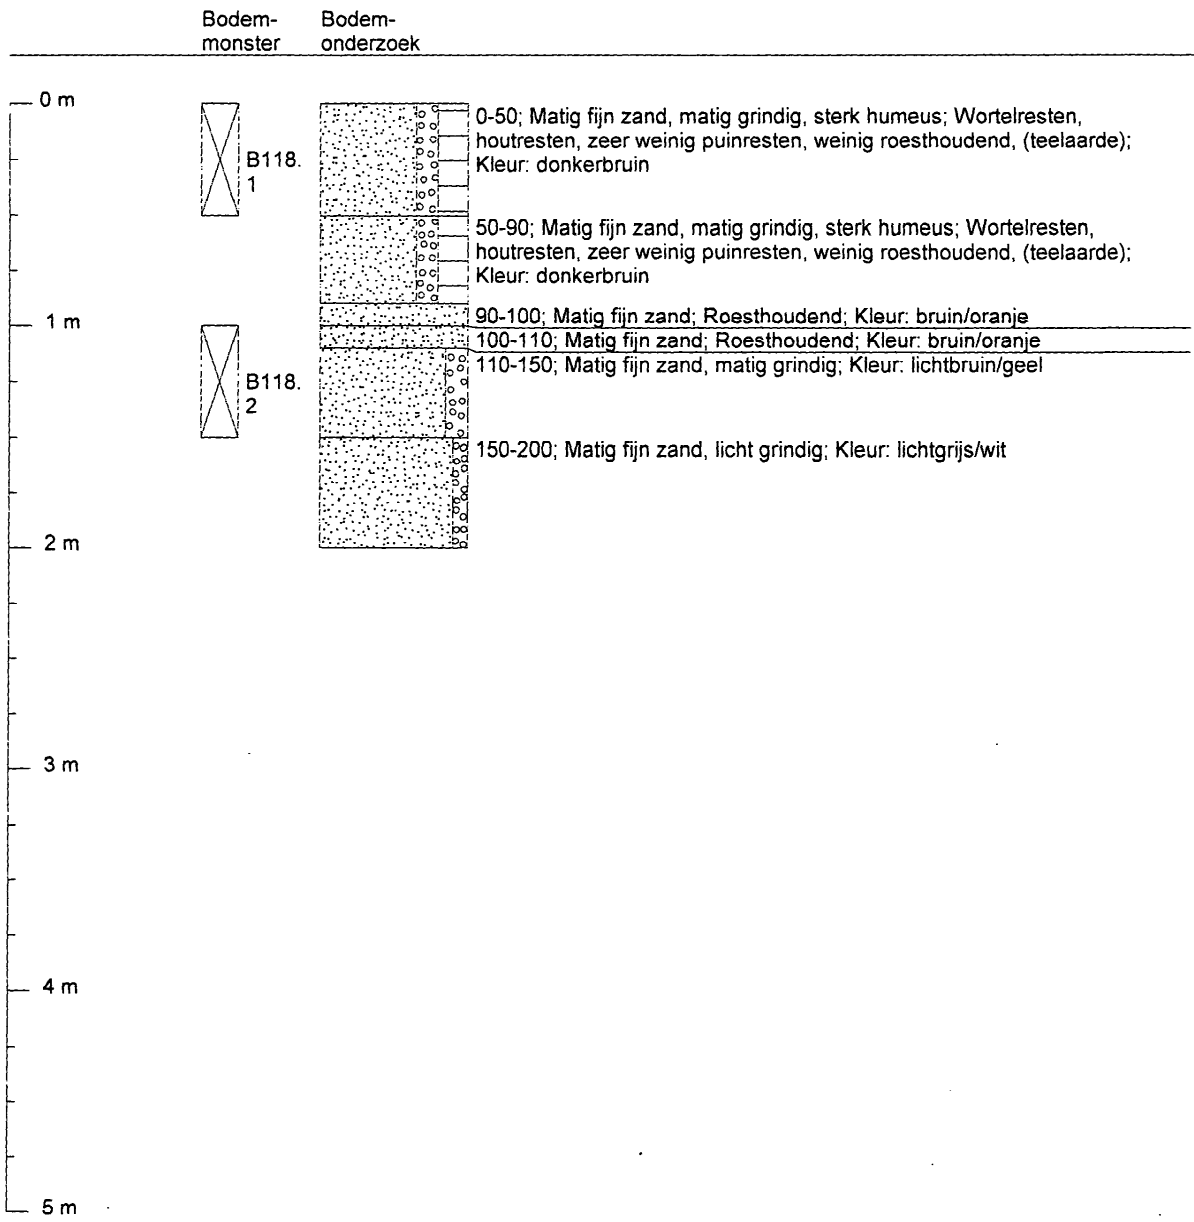 Bodem-
monster
Bodem-
onderzoek
0 m
B118.
1
0-50; Matig fijn zand, matig grindig, sterk humeus; Wortelresten,
houtresten, zeer weinig puinresten, weinig roesthoudend, (teelaarde);
Kleur: donkerbruin
50-90; Matig fijn zand, matig grindig, sterk humeus; Wortelresten,
houtresten, zeer weinig puinresten, weinig roesthoudend, (teelaarde);
Kleur: donkerbruin
1 m
90-100; Matig fijn zand; Roesthoudend; Kleur: bruin/oranje
100-110; Matig fijn zand; Roesthoudend; Kleur: bruin/oranje
B118.
2
110-150; Matig fijn zand, matig grindig; Kleur: lichtbruin/geel
150-200; Matig fijn zand, licht grindig; Kleur: lichtgrijs/wit
2 m
3 m
4 m
5 m